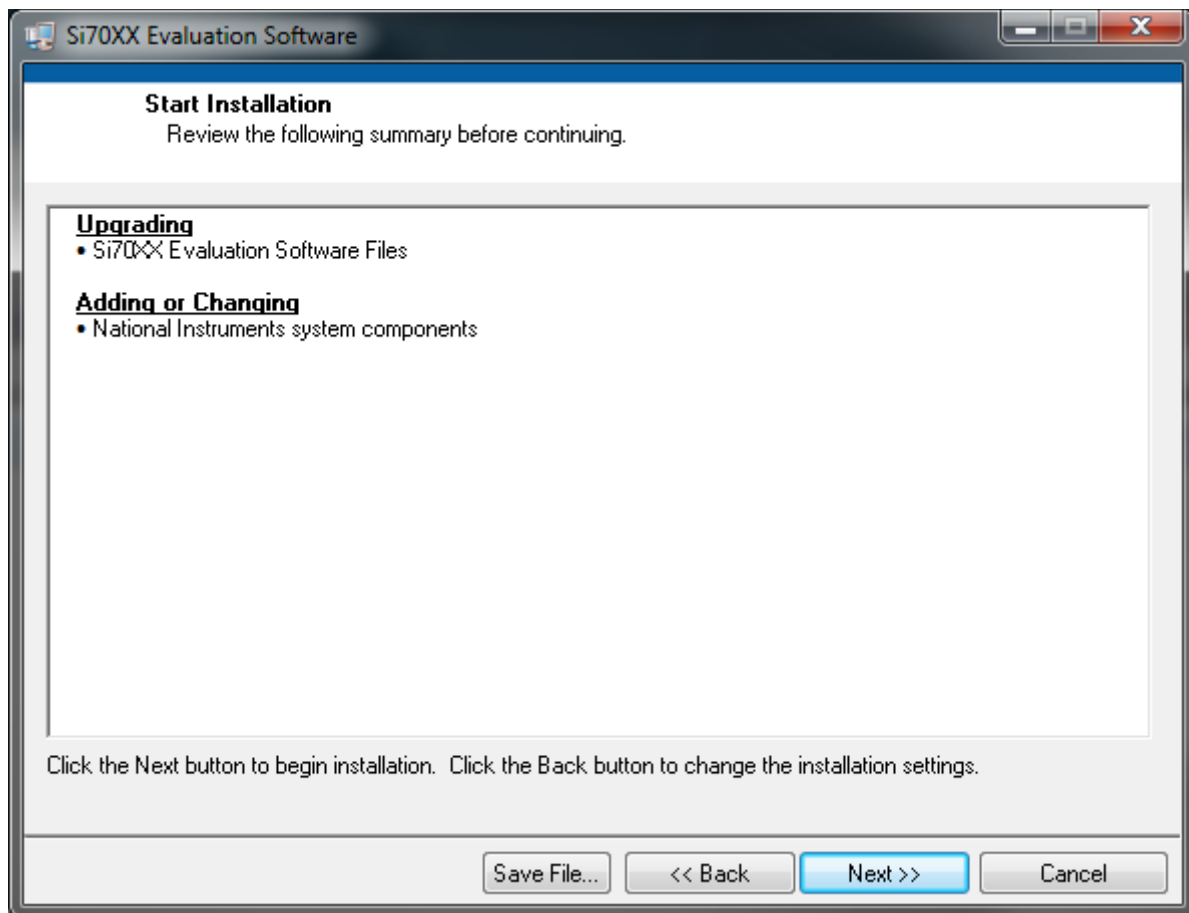 Si70XX Evaluation Software
Start Installation
Review the following summary before continuing.
Upgrading
• Si70XX Evaluation Software Files
Adding or Changing
• National Instruments system components
Click the Next button to begin installation.  Click the Back button to change the installation settings.
Save File... << Back Next >> Cancel